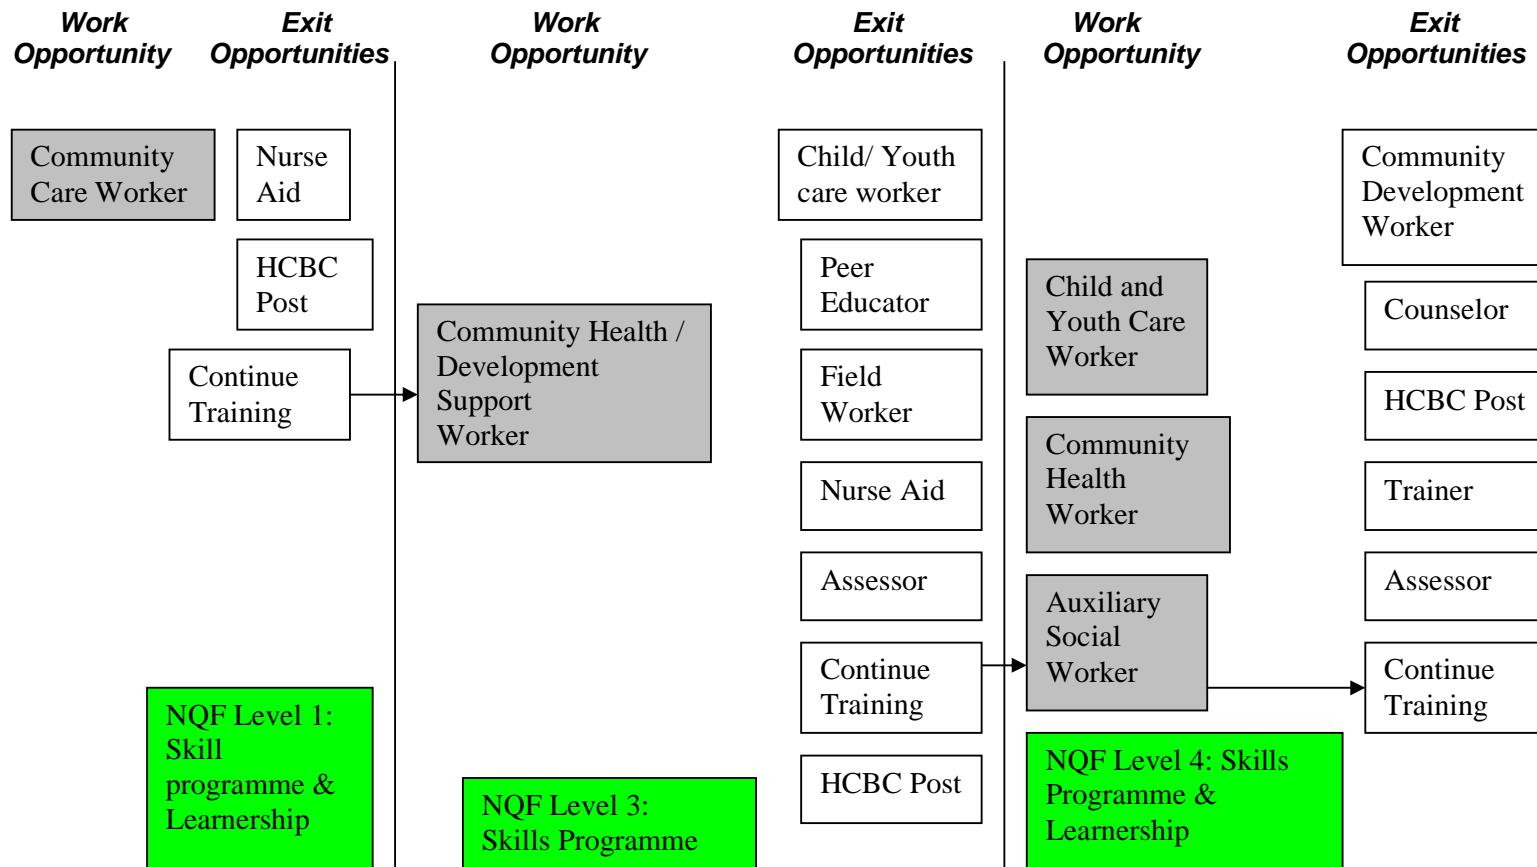 Work
Opportunity
Exit
Opportunities
Work
Opportunity
Exit
Opportunities
Work
Opportunity
Exit
Opportunities
Community
Care Worker
Nurse
Aid
HCBC
Post
Continue
Training
NQF Level 1:
Skill
programme &
Learnership
Community Health /
Development
Support
Worker
NQF Level 3:
Skills Programme
Child/ Youth
care worker
Peer
Educator
Field
Worker
Nurse Aid
Assessor
Continue
Training
HCBC Post
Child and
Youth Care
Worker
Community
Health
Worker
Auxiliary
Social
Worker
NQF Level 4: Skills
Programme &
Learnership
Community
Development
Worker
Counselor
HCBC Post
Trainer
Assessor
Continue
Training